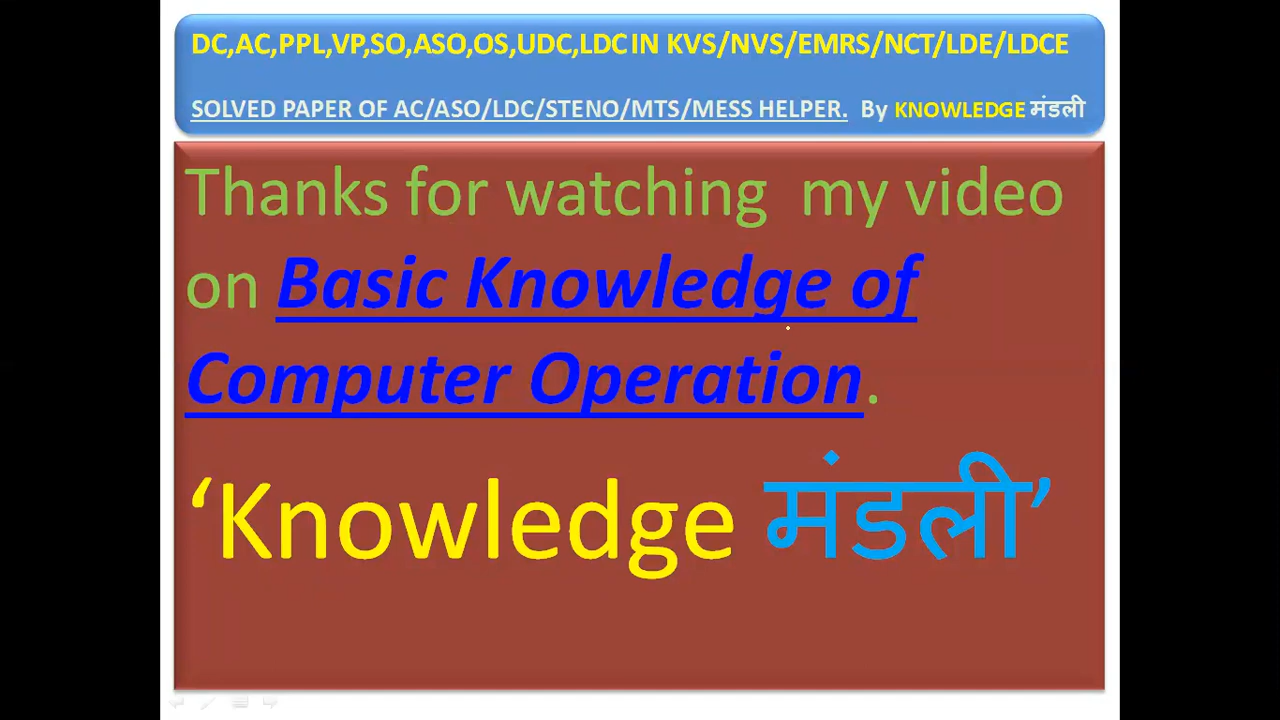 DC,AC,PPL,VP,SO,ASO,OS,UDC,LDC IN KVS/NVS/EMRS/NCT/LDE/LDCE
SOLVED PAPER OF AC/ASO/LDC/STENO/MTS/MESS HELPER. By KNOWLEDGE मंडली
Thanks for watching my video
on Basic Knowledge of
Computer Operation.
‘Knowledge मंडली’